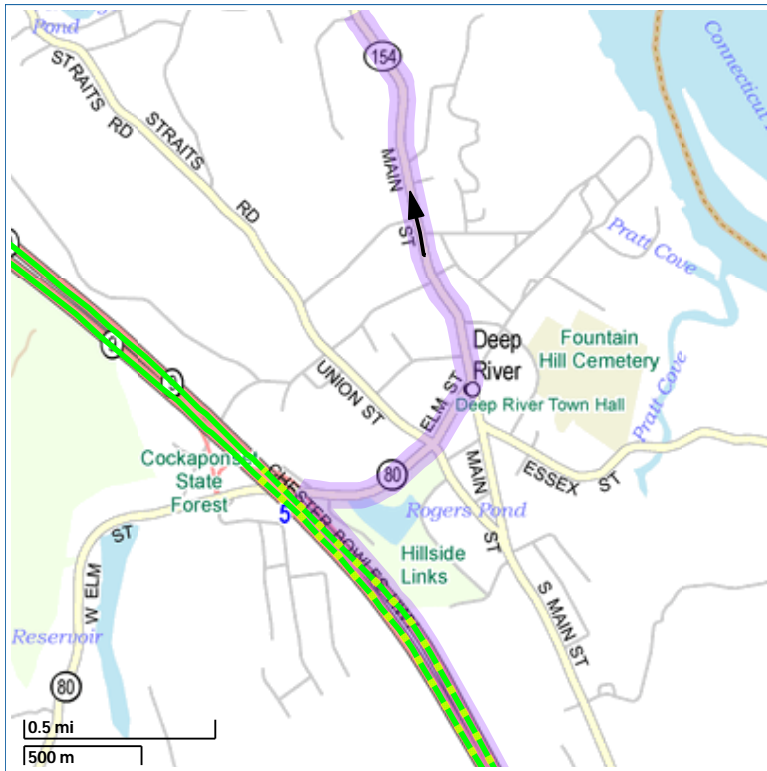 Pond
154
Connecticut
STRAITS
RD
STRAITS
RD
MAIN
ST
Pratt Cove
9
9
Deep
River
Fountain
Hill Cemetery
Deep River Town Hall
UNION ST
ELM ST
Pratt Cove
Cockaponset
State
Forest
CHESTER BOWLES HWY
80
MAIN
ST
ESSEX ST
5
Rogers Pond
Hillside
Links
W ELM
ST
S MAIN ST
Reservoir
80
0.5 mi
500 m